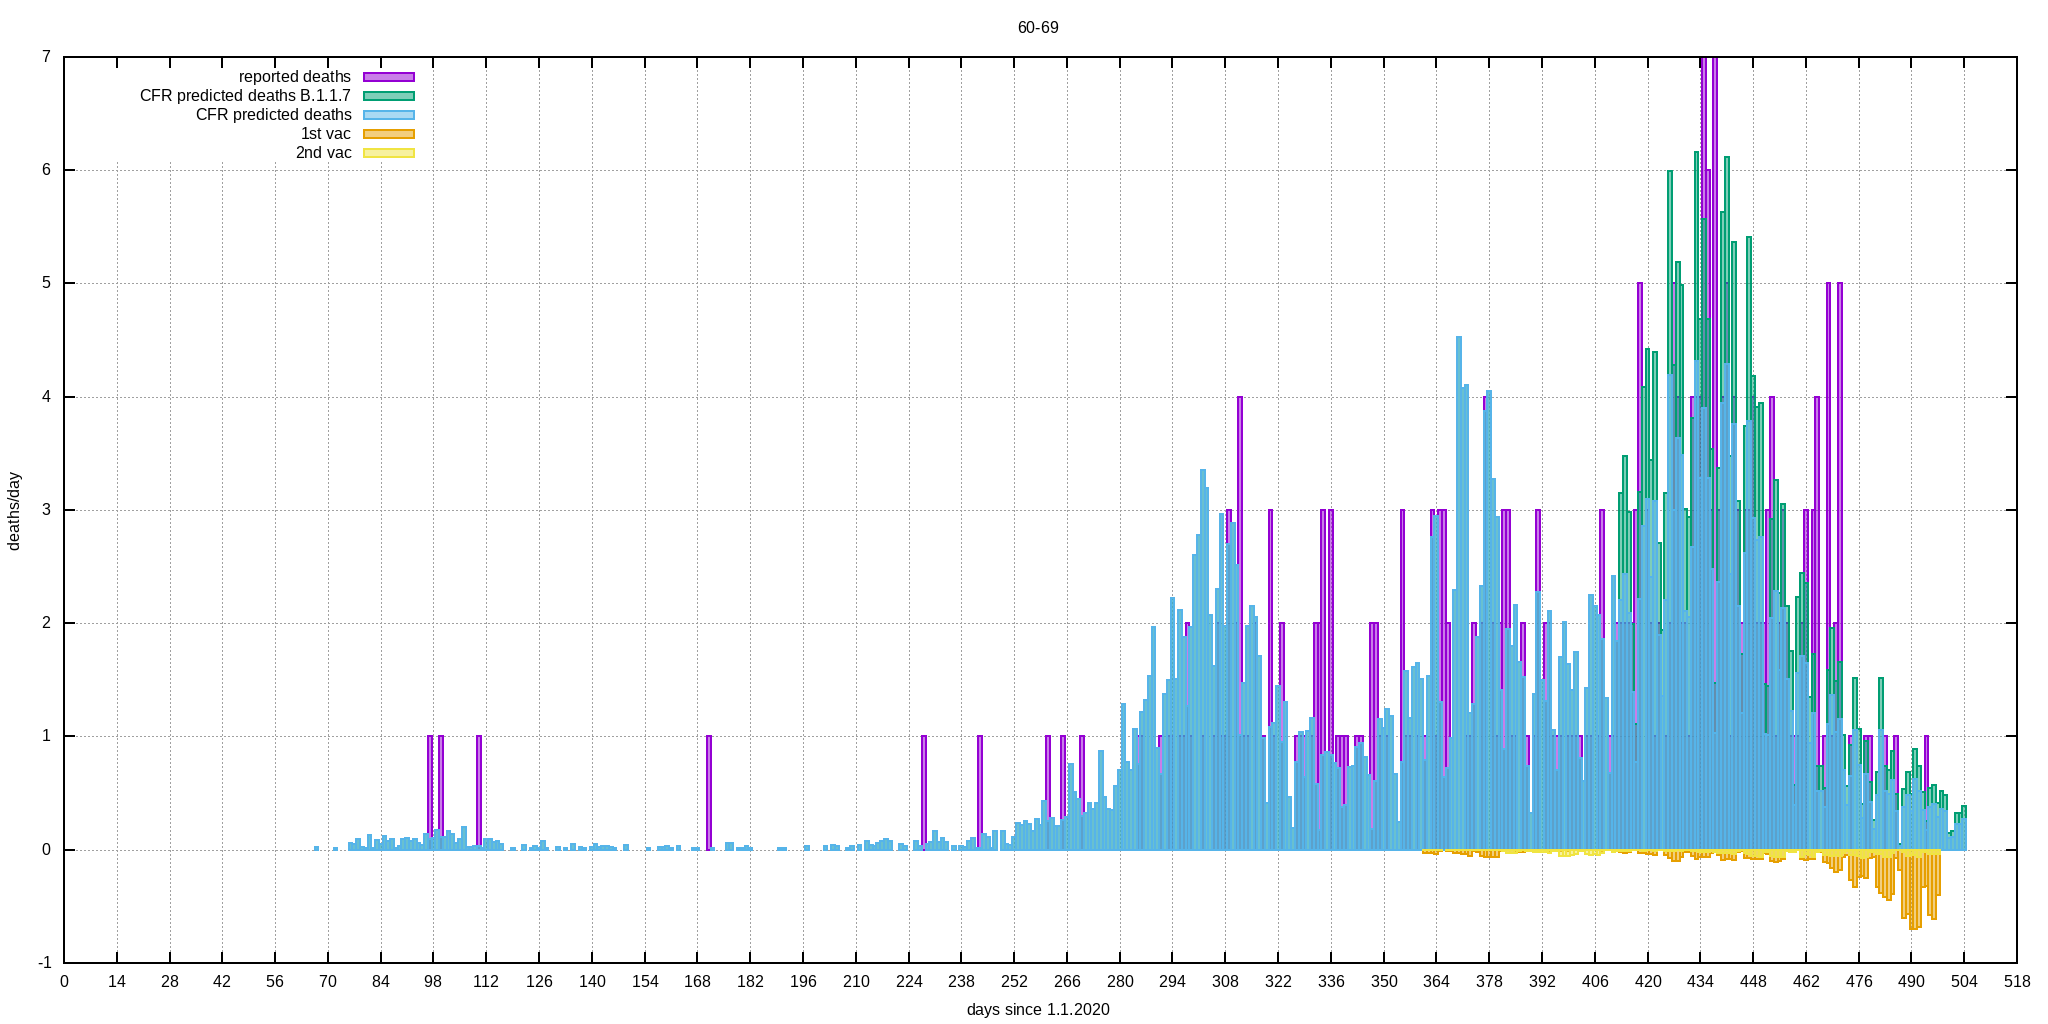 60-69
7
reported deaths
CFR predicted deaths B.1.1.7
CFR predicted deaths
1st vac
2nd vac
6
5
4
3
2
1
0
-1
deaths/day
0 14 28 42 56 70 84 98 112 126 140 154 168 182 196 210 224 238 252 266 280 294 308 322 336 350 364 378 392 406 420 434 448 462 476 490 504 518
days since 1.1.2020